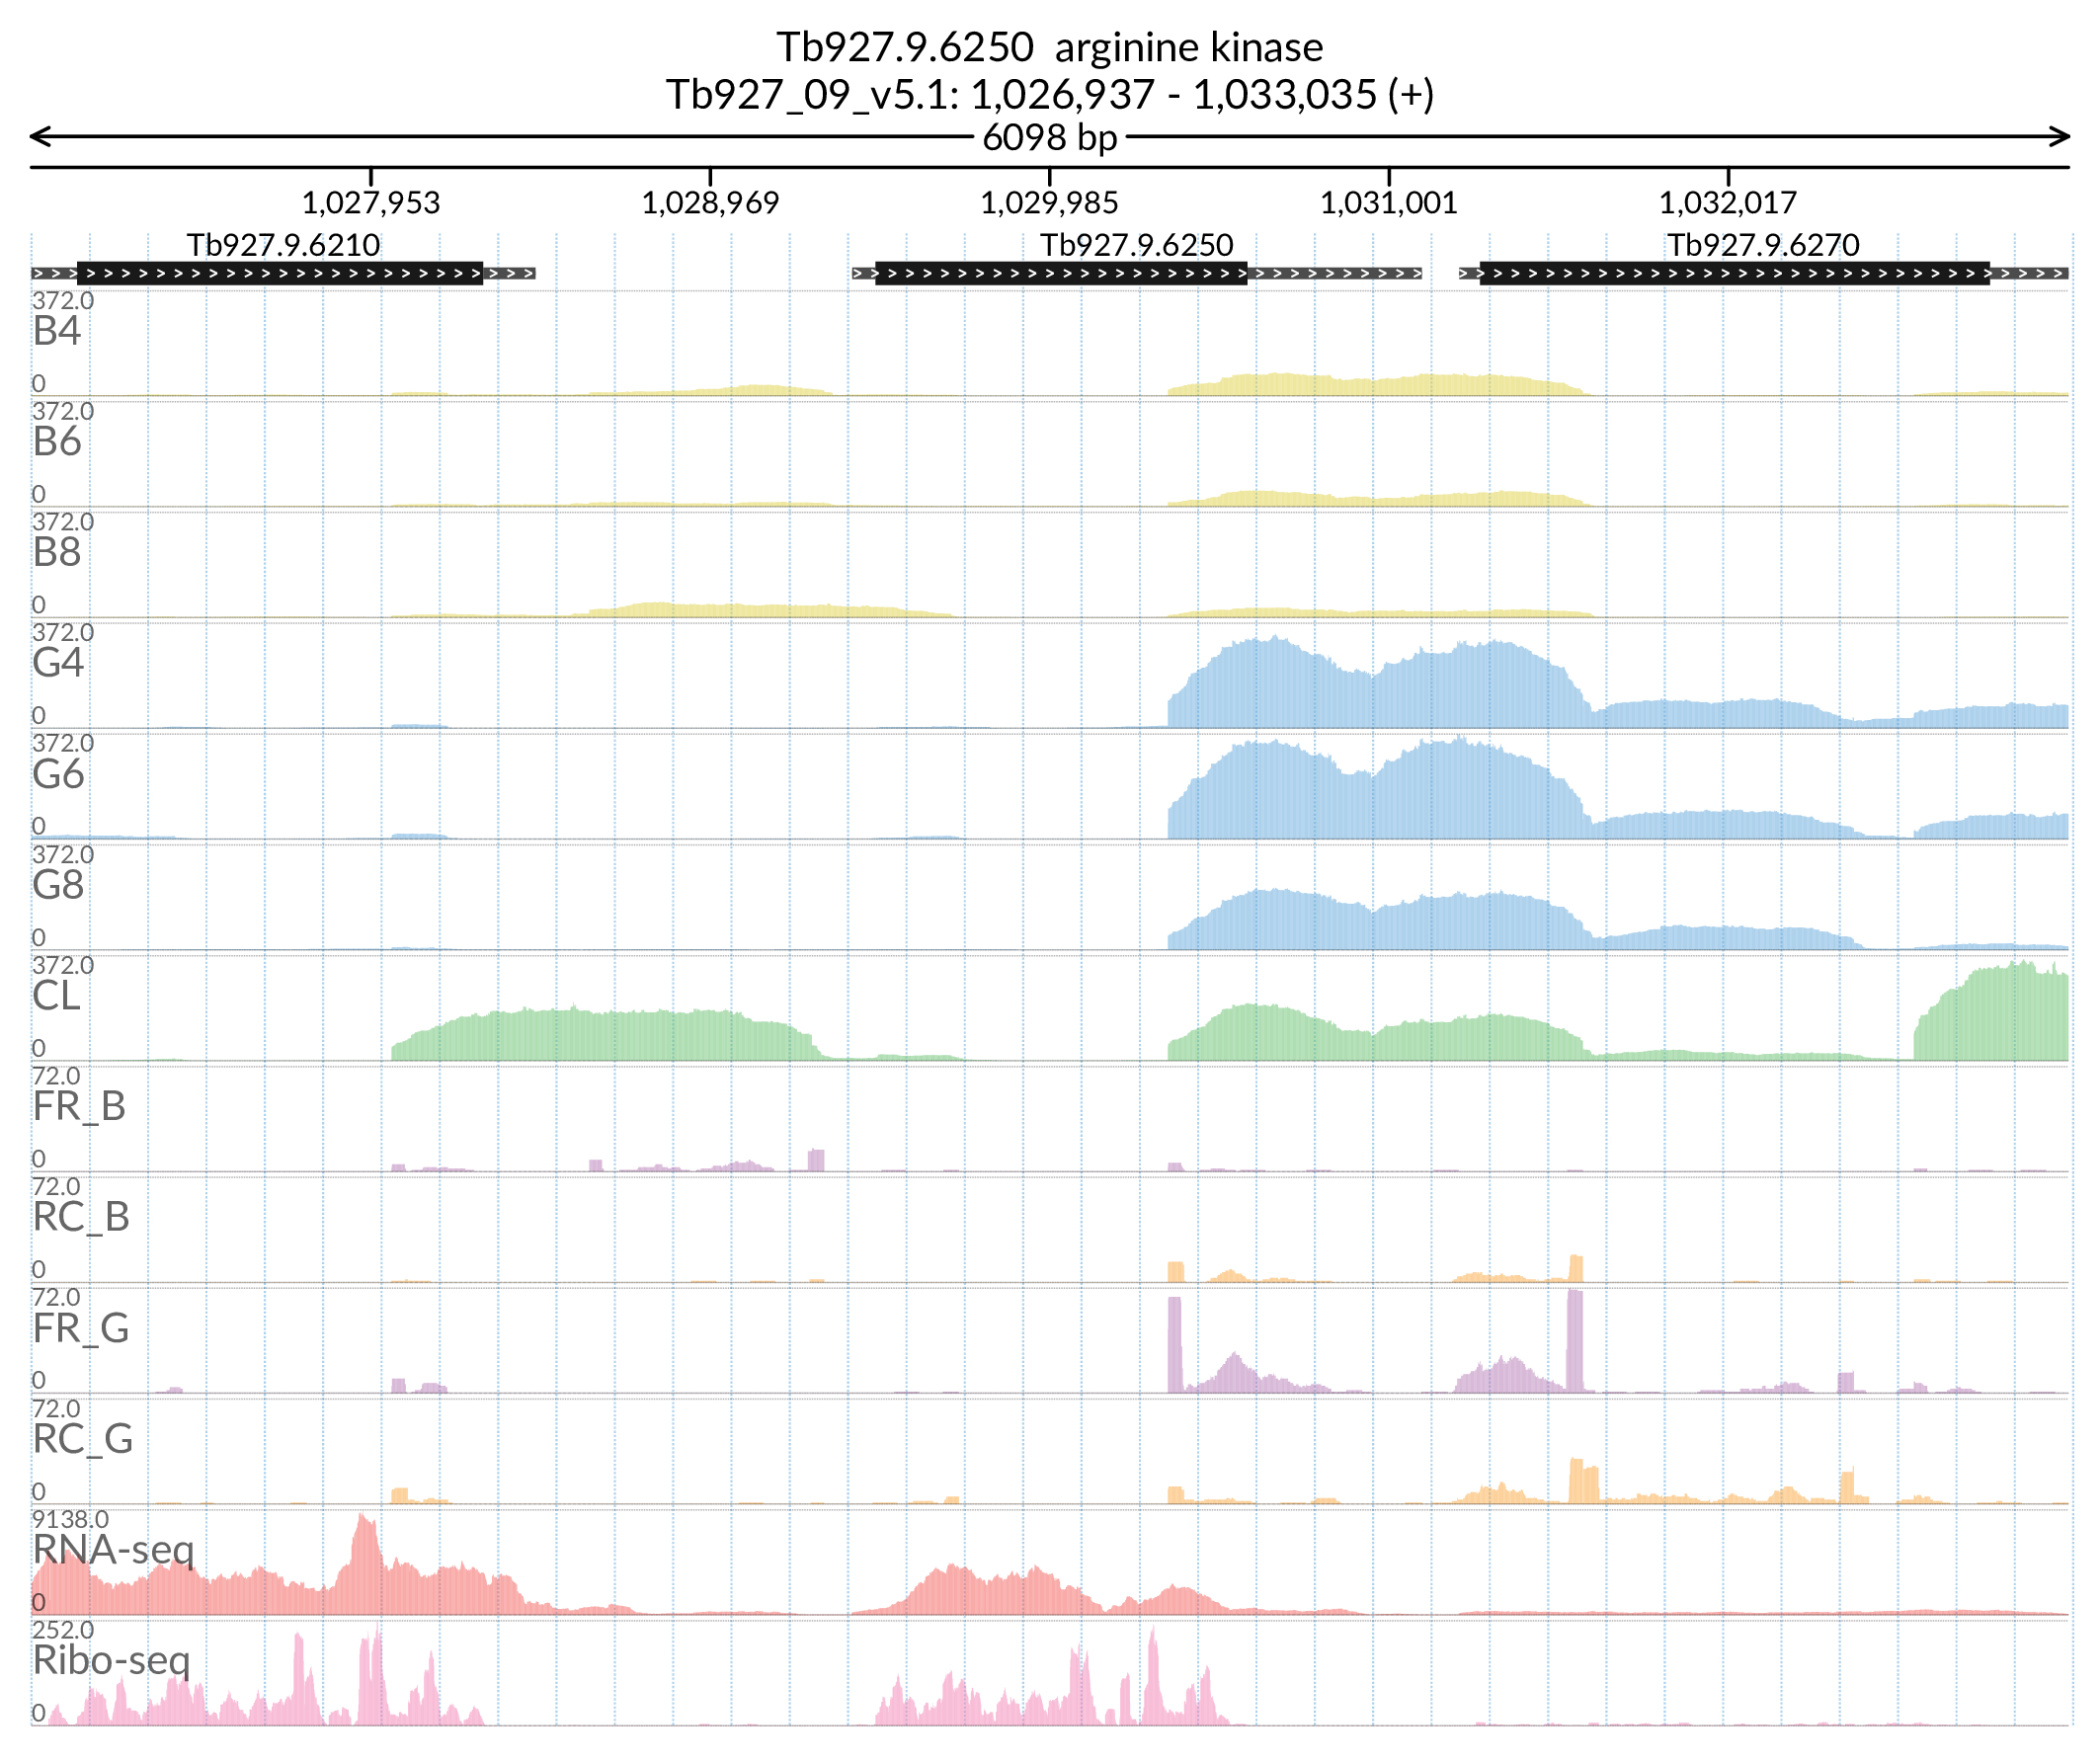 Tb927.9.6250 arginine kinase
Tb927_09_v5.1: 1,026,937 - 1,033,035 (+)
6098 bp
1,027,953 1,028,969 1,029,985 1,031,001 1,032,017
Tb927.9.6210 Tb927.9.6250 Tb927.9.6270
372.0
B4
0
372.0
B6
0
372.0
B8
0
372.0
G4
0
372.0
G6
0
372.0
G8
0
372.0
CL
0
72.0
FR_B
0
72.0
RC_B
0
72.0
FR_G
0
72.0
RC_G
0
9138.0
RNA-seq
0
252.0
Ribo-seq
0